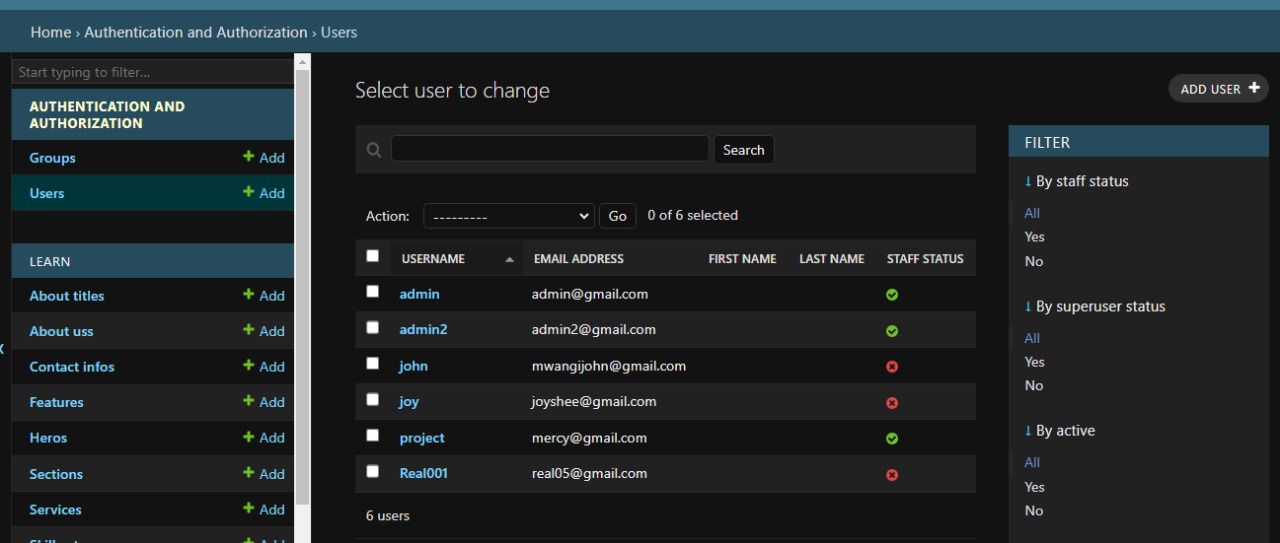 Home › Authentication and Authorization › Users
Start typing to filter...
AUTHENTICATION AND
AUTHORIZATION
Groups + Add
Users + Add
LEARN
About titles + Add
About uss + Add
Contact infos + Add
Features + Add
Heros + Add
Sections + Add
Services + Add
Select user to change
ADD USER +
Search
Action: --------- Go 0 of 6 selected
USERNAME EMAIL ADDRESS FIRST NAME LAST NAME STAFF STATUS
admin admin@gmail.com
admin2 admin2@gmail.com
john mwangijohn@gmail.com
joy joyshee@gmail.com
project mercy@gmail.com
Real001 real05@gmail.com
6 users
FILTER
↓ By staff status
All
Yes
No
↓ By superuser status
All
Yes
No
↓ By active
All
Yes
No